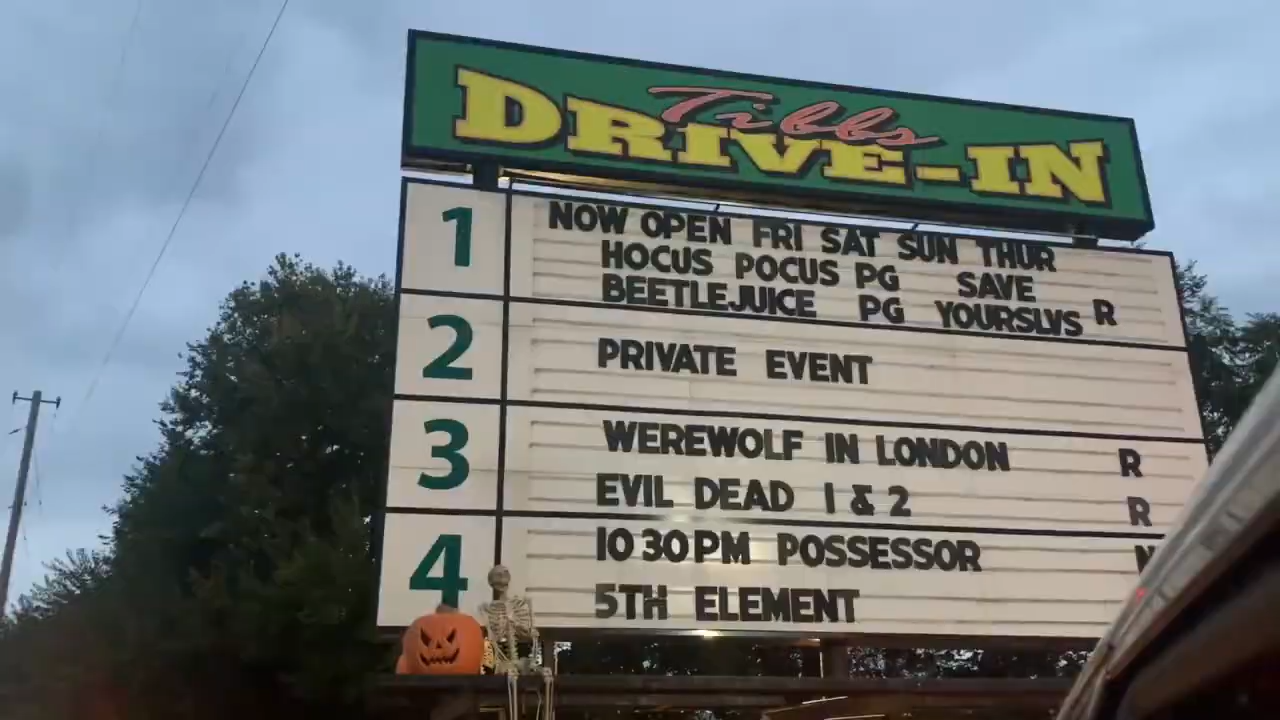 Tibbs
DRIVE-IN
1
NOW OPEN FRI SAT SUN THUR
HOCUS POCUS PG SAVE
BEETLEJUICE PG YOURSLVS R
2
PRIVATE EVENT
3
WEREWOLF IN LONDON R
EVIL DEAD 1 & 2 R
4
10 30 PM POSSESSOR
5TH ELEMENT